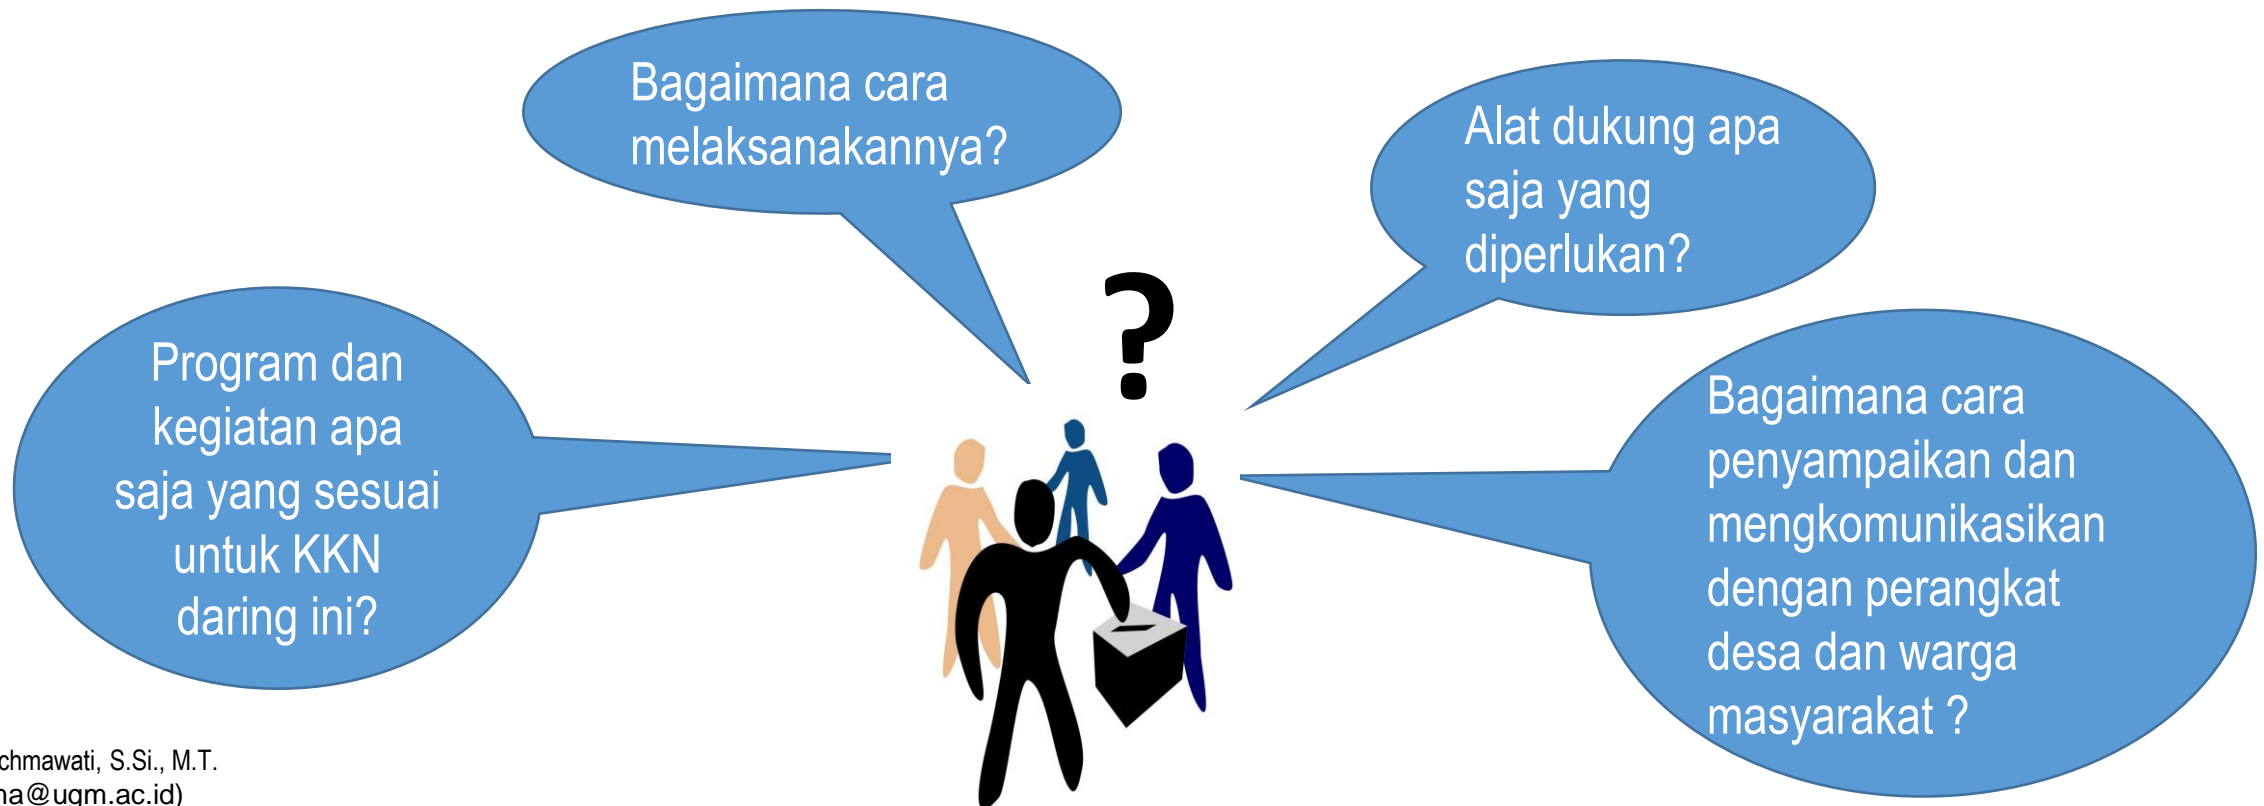 Bagaimana cara
melaksanakannya?
Alat dukung apa
saja yang
diperlukan?
?
Program dan
kegiatan apa
saja yang sesuai
untuk KKN
daring ini?
Bagaimana cara
penyampaikan dan
mengkomunikasikan
dengan perangkat
desa dan warga
masyarakat ?
chmawati, S.Si., M.T.
na@ugm.ac.id)